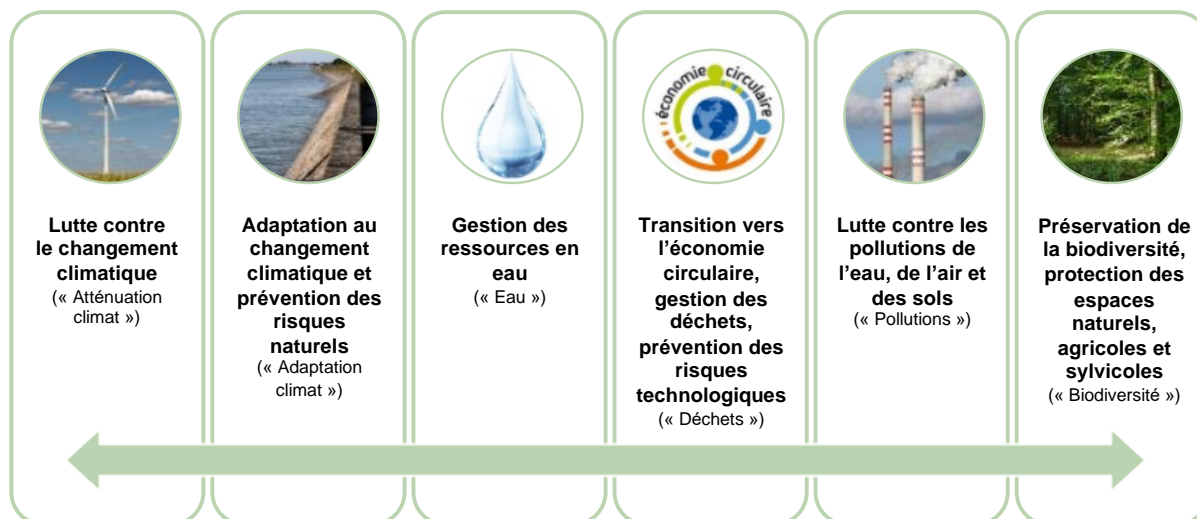 économie circulaire
Lutte contre
le changement
climatique
(« Atténuation
climat »)
Adaptation au
changement
climatique et
prévention des
risques
naturels
(« Adaptation
climat »)
Gestion des
ressources en
eau
(« Eau »)
Transition vers
l’économie
circulaire,
gestion des
déchets,
prévention des
risques
technologiques
(« Déchets »)
Lutte contre les
pollutions de
l’eau, de l’air et
des sols
(« Pollutions »)
Préservation de
la biodiversité,
protection des
espaces
naturels,
agricoles et
sylvicoles
(« Biodiversité »)